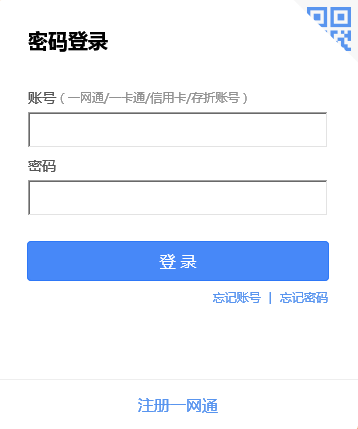 密码登录
账号（一网通/一卡通/信用卡/存折账号）
密码
登 录
忘记账号 | 忘记密码
注册一网通